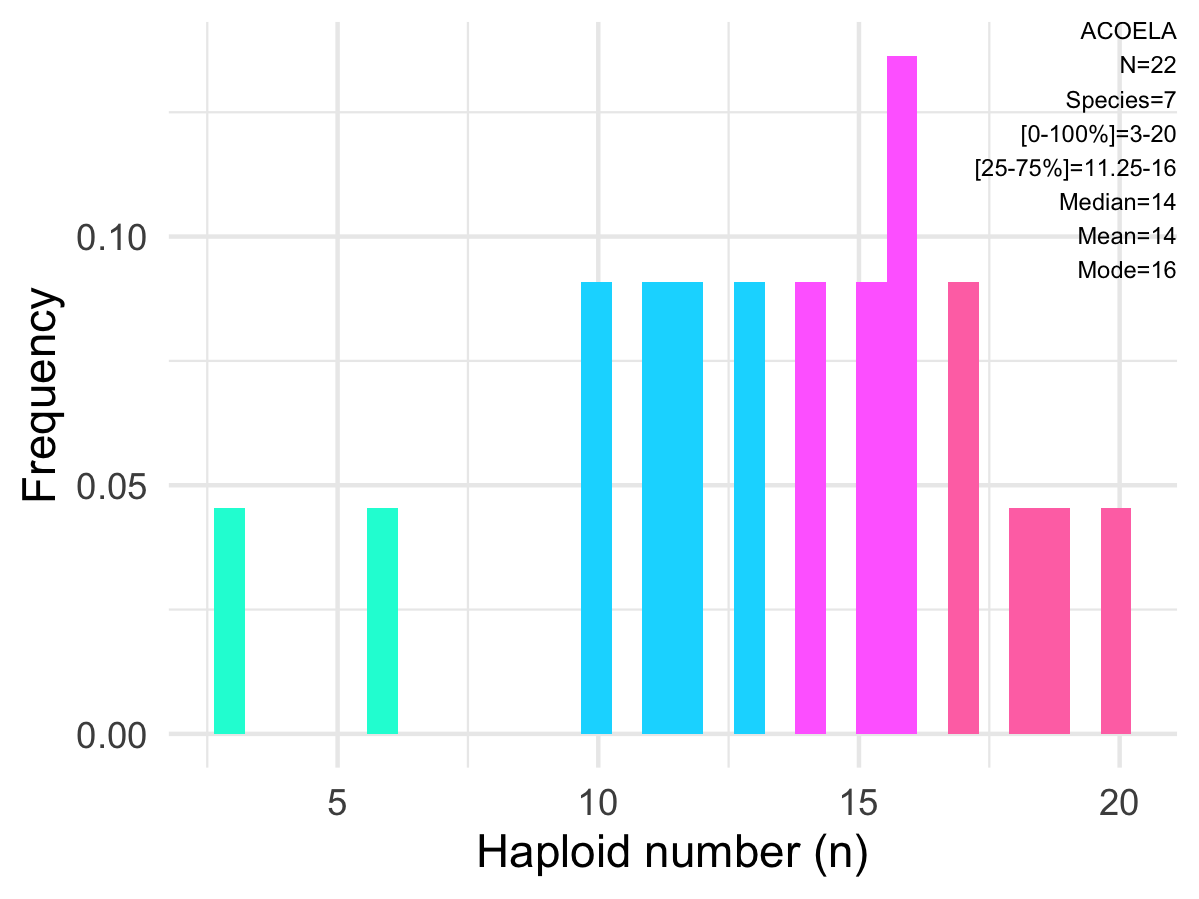 ACOELA
N=22
Species=7
[0-100%]=3-20
[25-75%]=11.25-16
Median=14
Mean=14
Mode=16
Frequency
0.10
0.05
0.00
5 10 15 20
Haploid number (n)